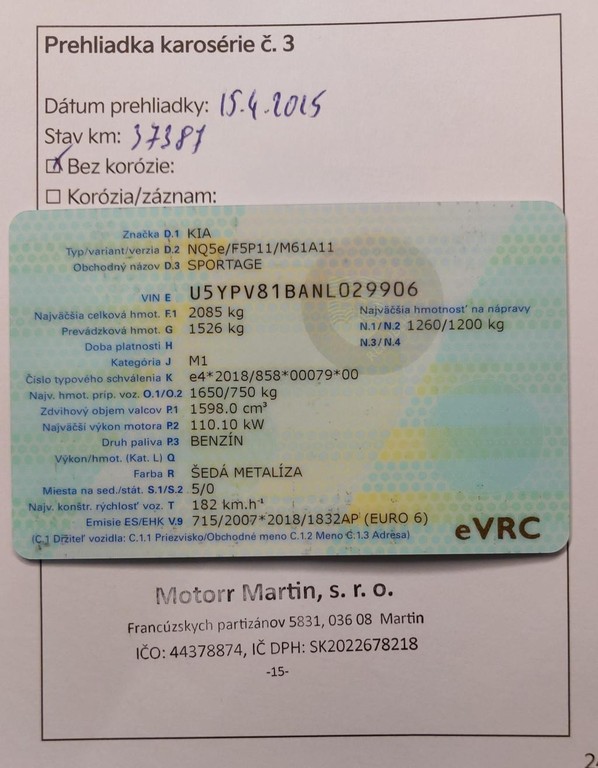 Prehliadka karosérie č. 3
Dátum prehliadky: 15.4.2025
Stav km: 37381
☒ Bez korózie:
☐ Korózia/záznam:
Značka D.1 KIA
Typ/variant/verzia D.2 NQ5e/F5P11/M61A11
Obchodný názov D.3 SPORTAGE
VIN E U5YPV81BANL029906
Najväčšia celková hmot. F.1 2085 kg
Najväčšia hmotnosť na nápravy
Prevádzková hmot. G 1526 kg
N.1/N.2 1260/1200 kg
Doba platnosti H
N.3/N.4
Kategória J M1
Číslo typového schválenia K e4*2018/858*00079*00
Najv. hmot. príp. voz. O.1/O.2 1650/750 kg
Zdvihový objem valcov P.1 1598.0 cm³
Najväčší výkon motora P.2 110.10 kW
Druh paliva P.3 BENZÍN
Výkon/hmot. (Kat. L) Q
Farba R ŠEDÁ METALÍZA
Miesta na sed./stát. S.1/S.2 5/0
Najv. konštr. rýchlosť voz. T 182 km.h⁻¹
Emisie ES/EHK V.9 715/2007*2018/1832AP (EURO 6)
(C.1 Držiteľ vozidla: C.1.1 Priezvisko/Obchodné meno C.1.2 Meno C.1.3 Adresa)
eVRC
Motorr Martin, s. r. o.
Francúzskych partizánov 5831, 036 08 Martin
IČO: 44378874, IČ DPH: SK2022678218
-15-